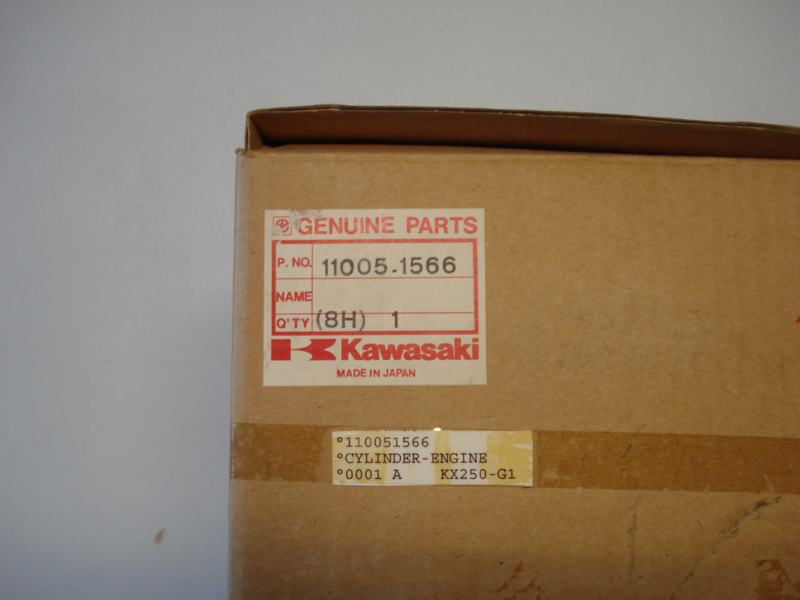 GENUINE PARTS
P. NO. 11005-1566
NAME
Q'TY (8H) 1
Kawasaki
MADE IN JAPAN
°110051566
°CYLINDER-ENGINE
°0001 A KX250-G1